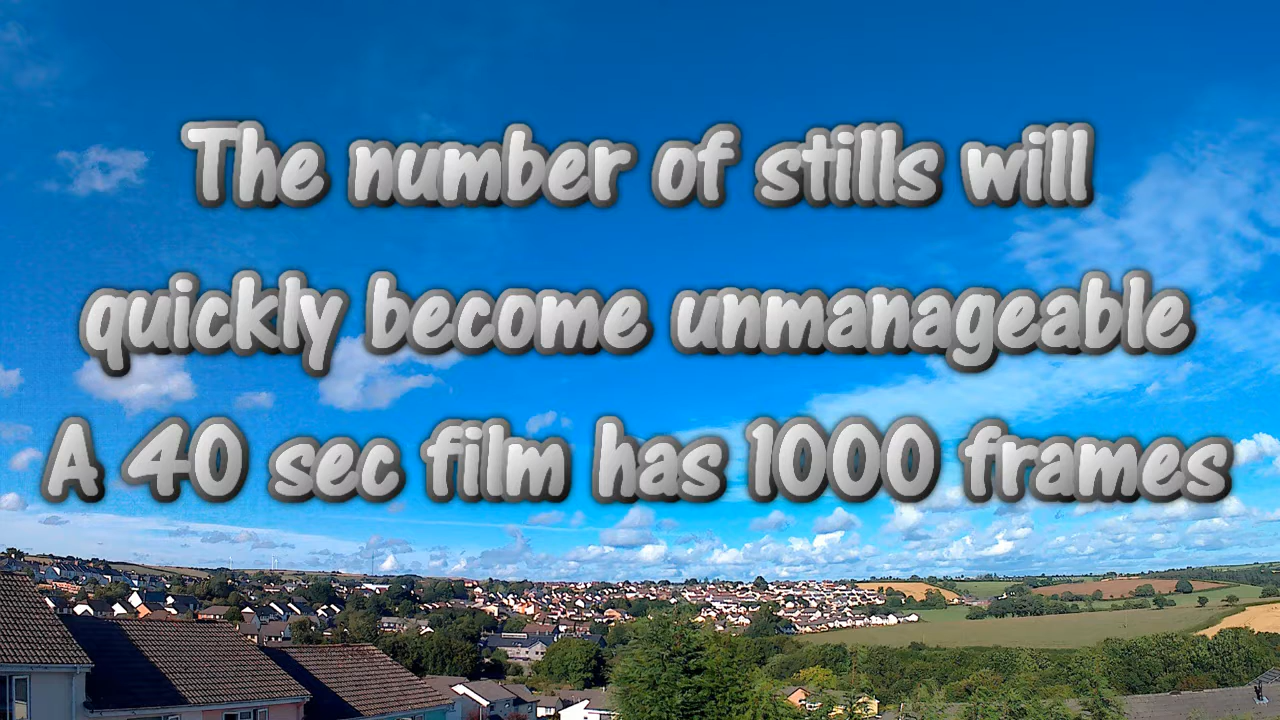 The number of stills will
quickly become unmanageable
A 40 sec film has 1000 frames